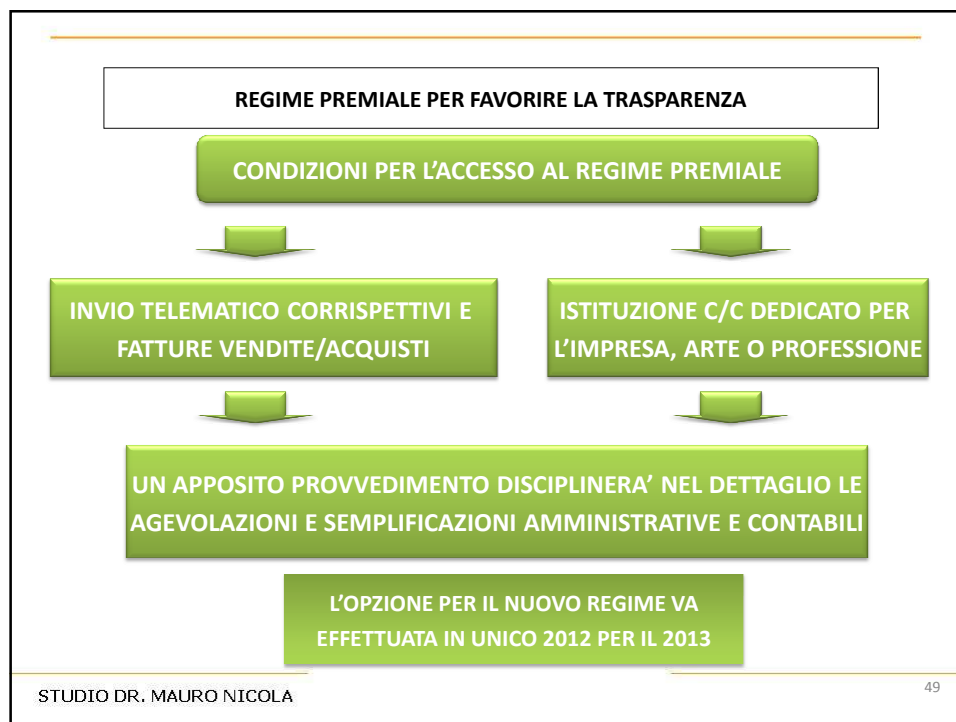 REGIME PREMIALE PER FAVORIRE LA TRASPARENZA
CONDIZIONI PER L’ACCESSO AL REGIME PREMIALE
INVIO TELEMATICO CORRISPETTIVI E
FATTURE VENDITE/ACQUISTI
ISTITUZIONE C/C DEDICATO PER
L’IMPRESA, ARTE O PROFESSIONE
UN APPOSITO PROVVEDIMENTO DISCIPLINERA’ NEL DETTAGLIO LE
AGEVOLAZIONI E SEMPLIFICAZIONI AMMINISTRATIVE E CONTABILI
L’OPZIONE PER IL NUOVO REGIME VA
EFFETTUATA IN UNICO 2012 PER IL 2013
STUDIO DR. MAURO NICOLA
49